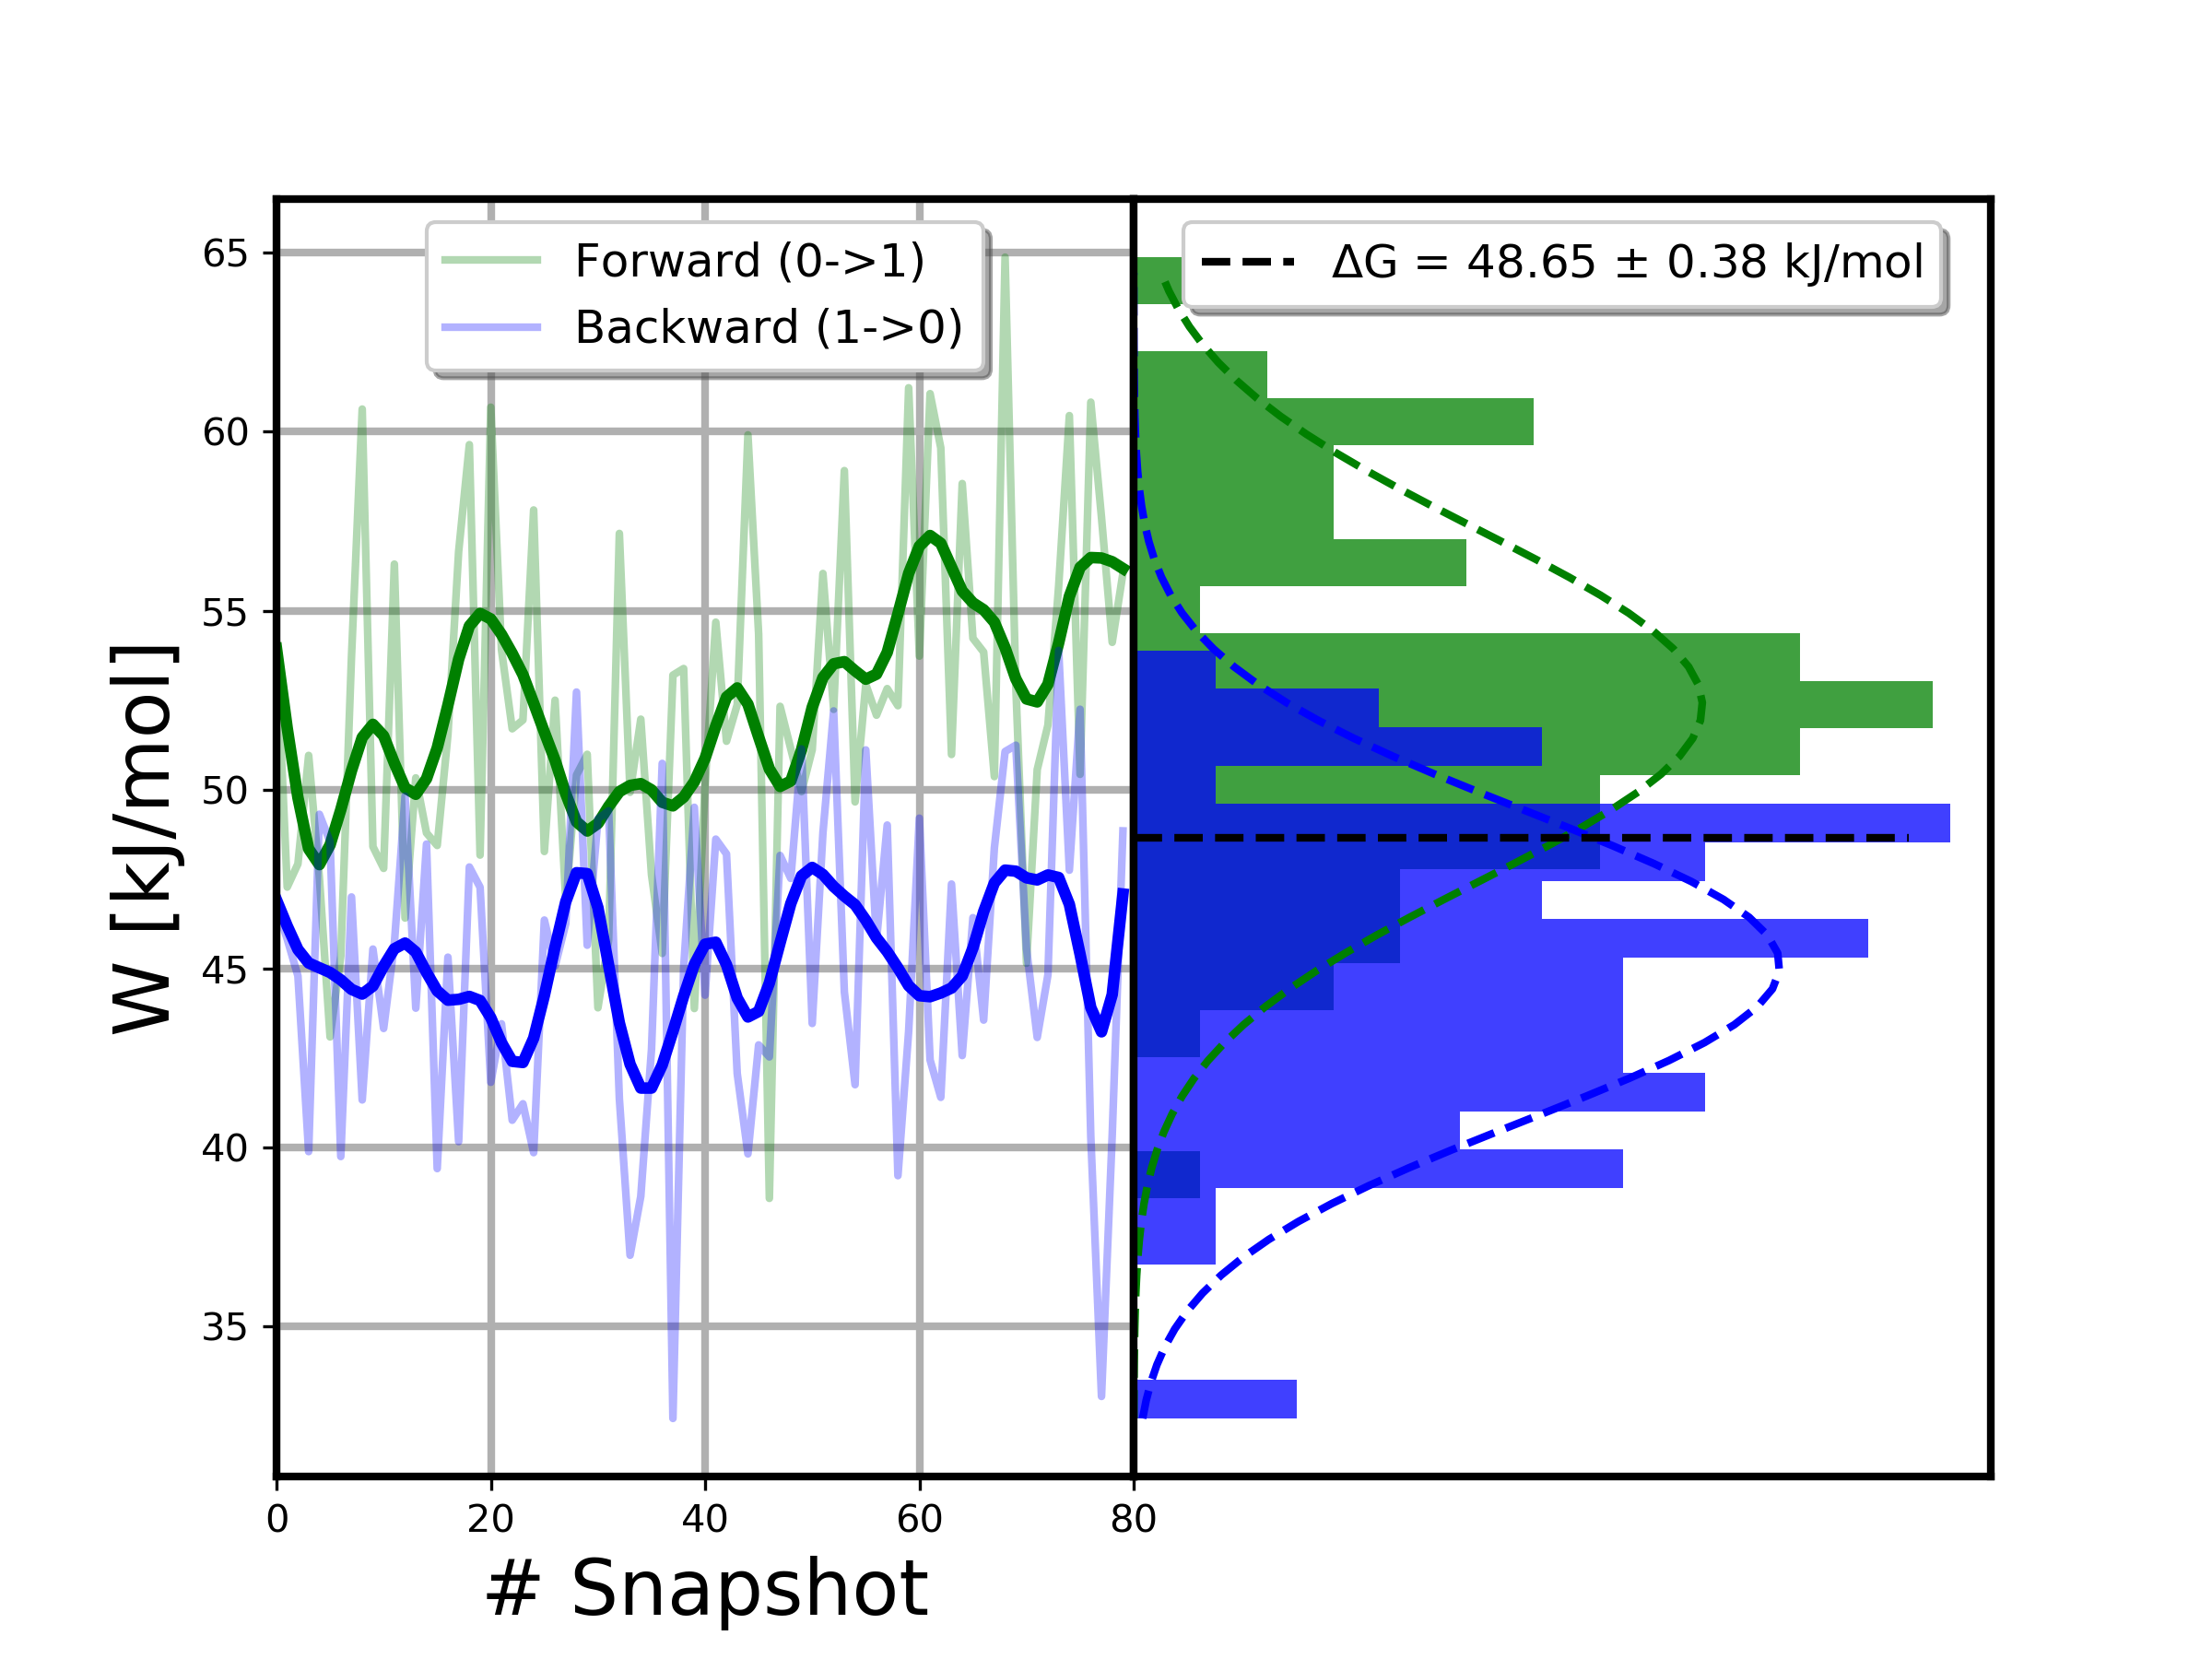 Forward (0->1)
Backward (1->0)
ΔG = 48.65 ± 0.38 kJ/mol
65
60
55
50
45
40
35
W [kJ/mol]
0 20 40 60 80
# Snapshot